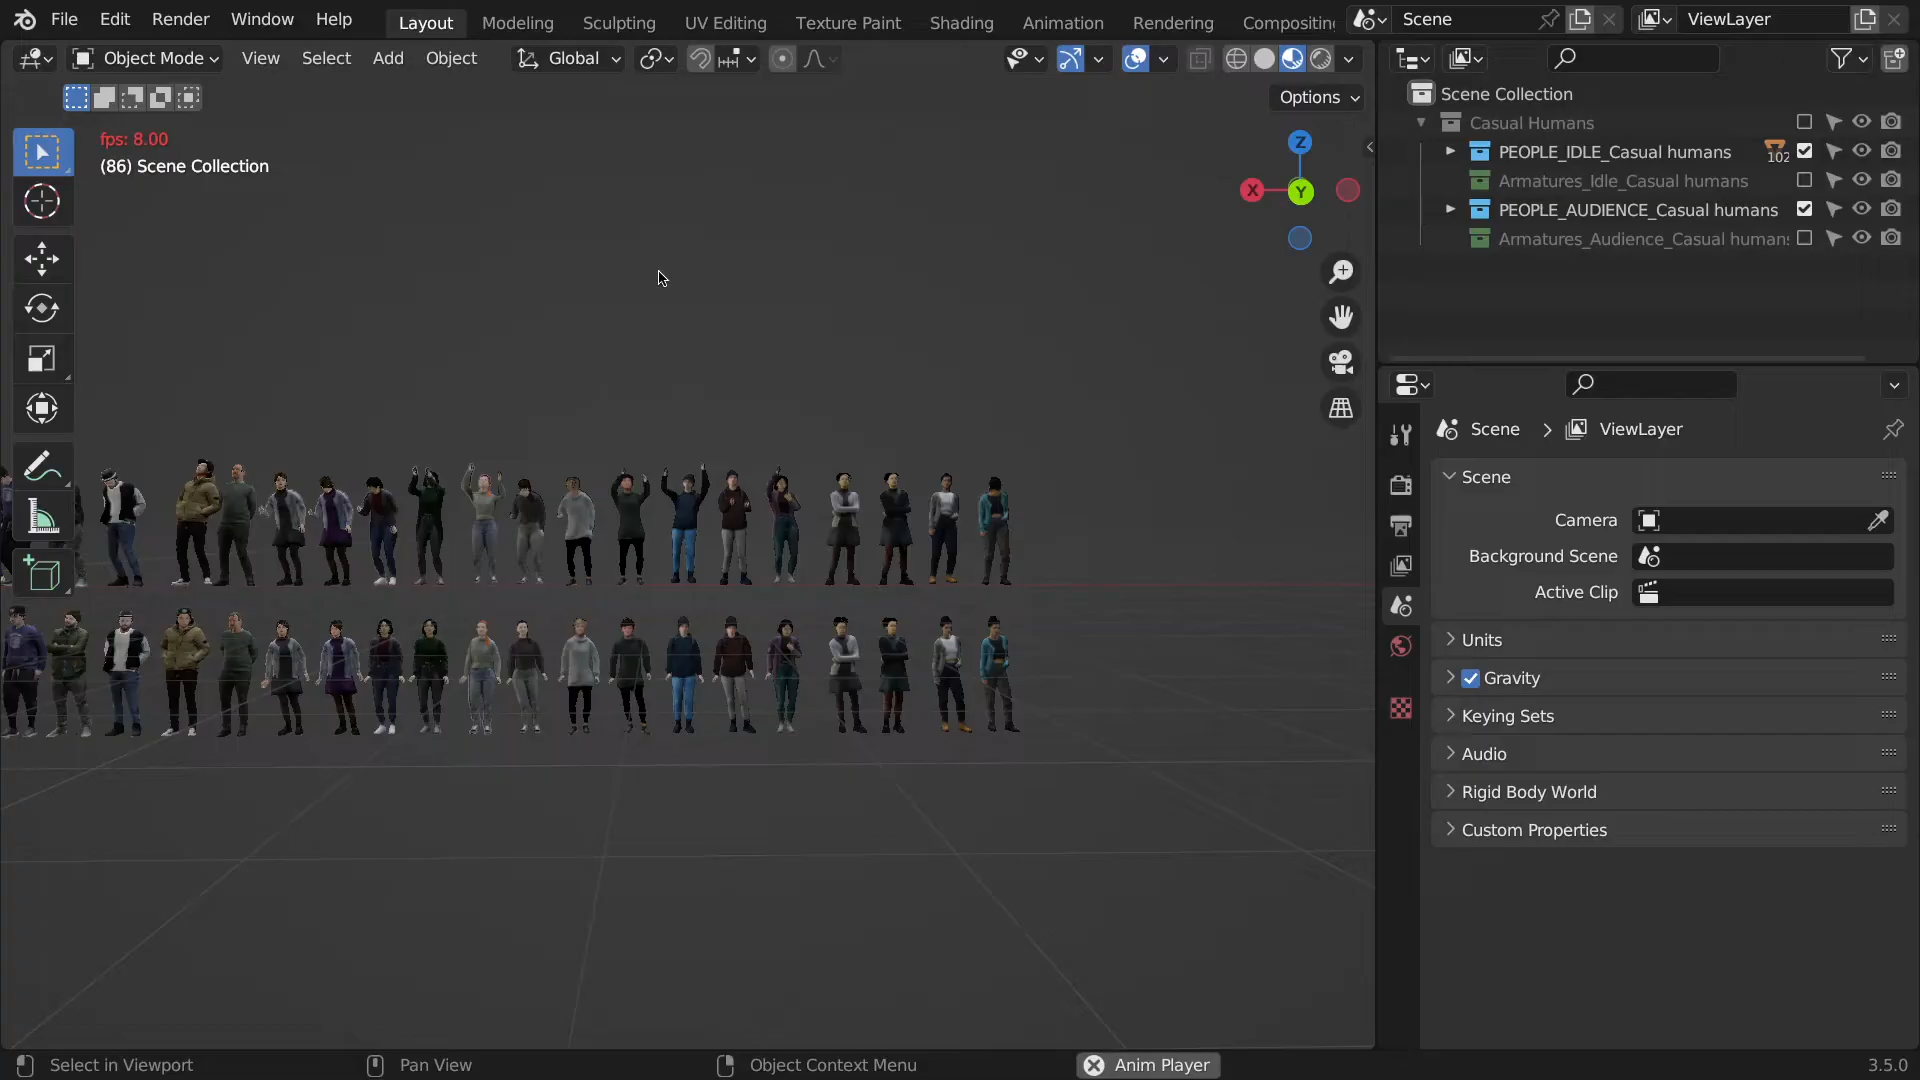 File Edit Render Window Help
Layout Modeling Sculpting UV Editing Texture Paint Shading Animation Rendering Compositing
Scene ViewLayer
Object Mode View Select Add Object Global
Options
fps: 8.00
(86) Scene Collection
Z
X Y
Scene Collection
Casual Humans
PEOPLE_IDLE_Casual humans 102
Armatures_Idle_Casual humans
PEOPLE_AUDIENCE_Casual humans
Armatures_Audience_Casual humans
Scene > ViewLayer
Scene
Camera
Background Scene
Active Clip
Units
Gravity
Keying Sets
Audio
Rigid Body World
Custom Properties
Select in Viewport Pan View Object Context Menu Anim Player 3.5.0